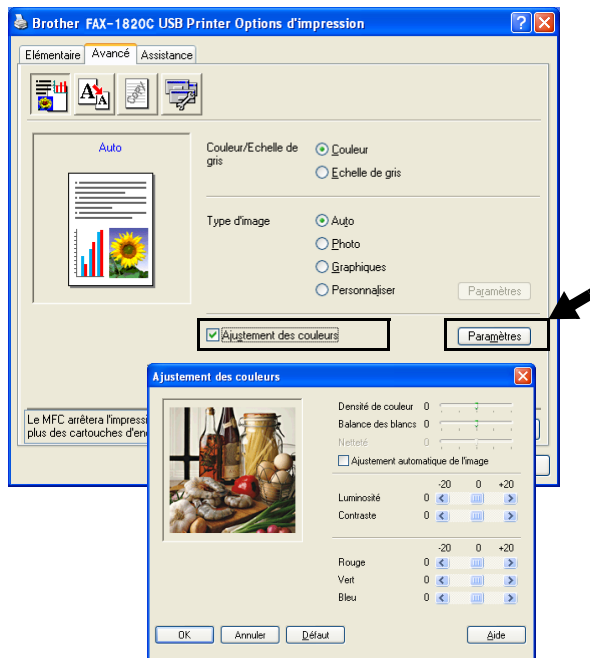 Brother FAX-1820C USB Printer Options d'impression
Elémentaire Avancé Assistance
Auto
Couleur/Echelle de gris
Couleur
Echelle de gris
Type d'image
Auto
Photo
Graphiques
Personnaliser
Paramètres
Ajustement des couleurs
Paramètres
Le MFC arrêtera l'impressi
plus des cartouches d'en
Ajustement des couleurs
Densité de couleur 0
Balance des blancs 0
Netteté 0
Ajustement automatique de l'image
-20 0 +20
Luminosité 0
Contraste 0
-20 0 +20
Rouge 0
Vert 0
Bleu 0
OK Annuler Défaut Aide